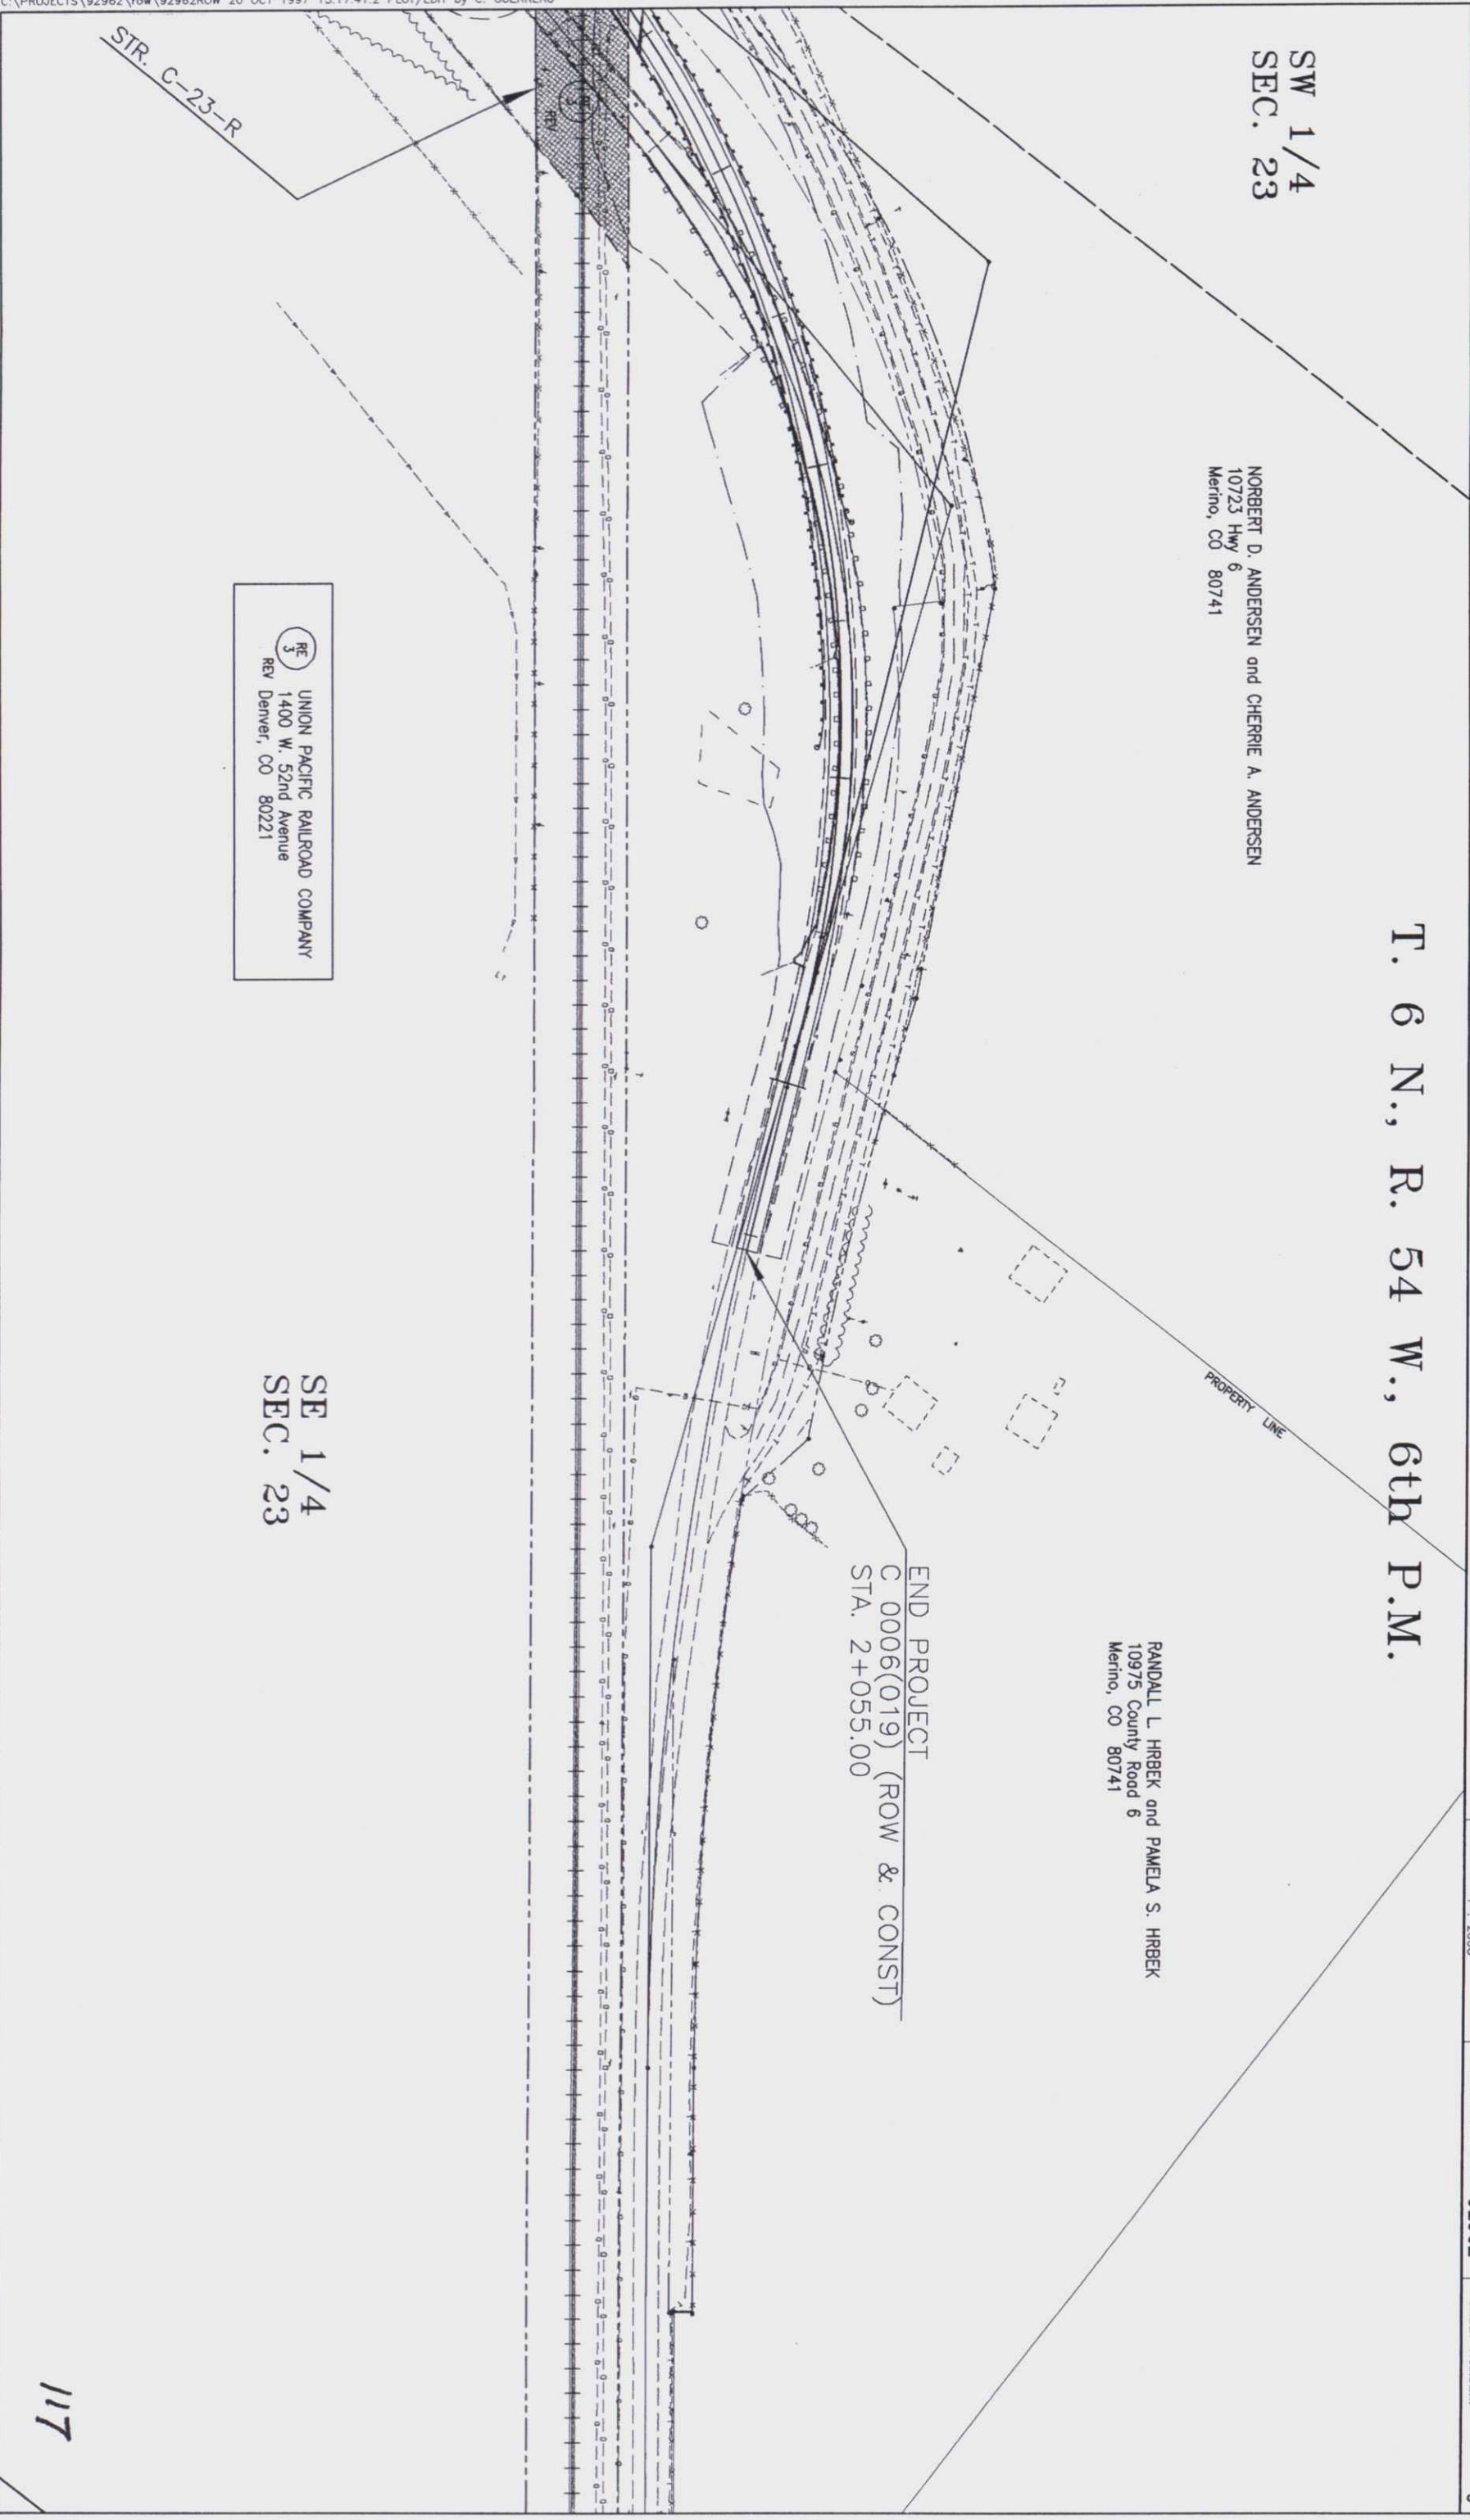 T. 6 N., R. 54 W., 6th P.M.
SW 1/4
SEC. 23
NORBERT D. ANDERSEN and CHERRIE A. ANDERSEN
10723 Hwy 6
Merino, CO 80741
PROPERTY LINE
RANDALL L. HRBEK and PAMELA S. HRBEK
10975 County Road 6
Merino, CO 80741
END PROJECT
C 0006(019) (ROW & CONST)
STA. 2+055.00
STR. C-23-R
RE
3
REV
RE
3
REV
UNION PACIFIC RAILROAD COMPANY
1400 W. 52nd Avenue
Denver, CO 80221
SE 1/4
SEC. 23
117